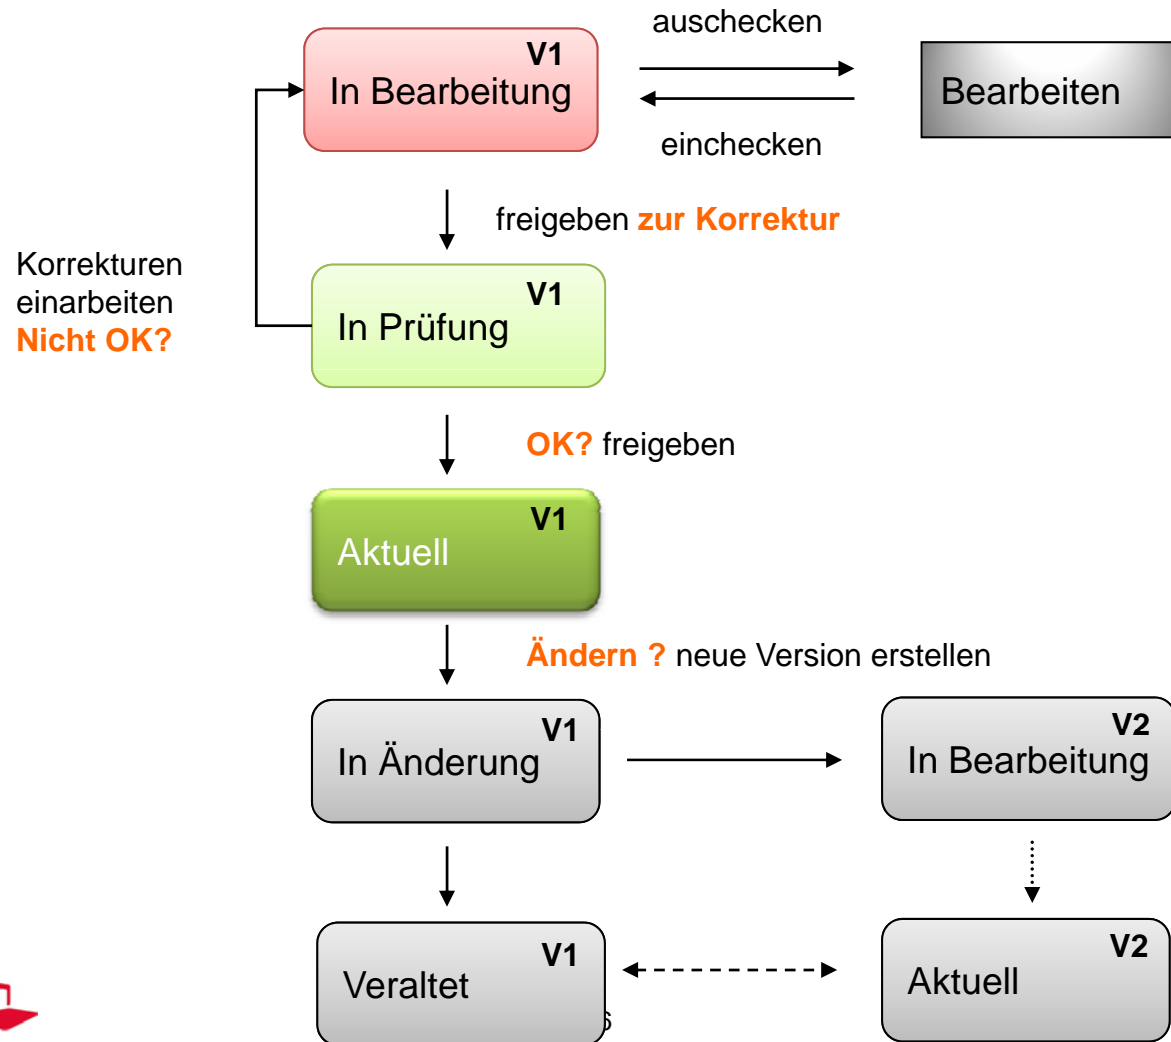 auschecken
V1
In Bearbeitung
Bearbeiten
einchecken
freigeben zur Korrektur
Korrekturen
einarbeiten
Nicht OK?
V1
In Prüfung
OK? freigeben
V1
Aktuell
Ändern ? neue Version erstellen
V1
In Änderung
V2
In Bearbeitung
V1
Veraltet
V2
Aktuell